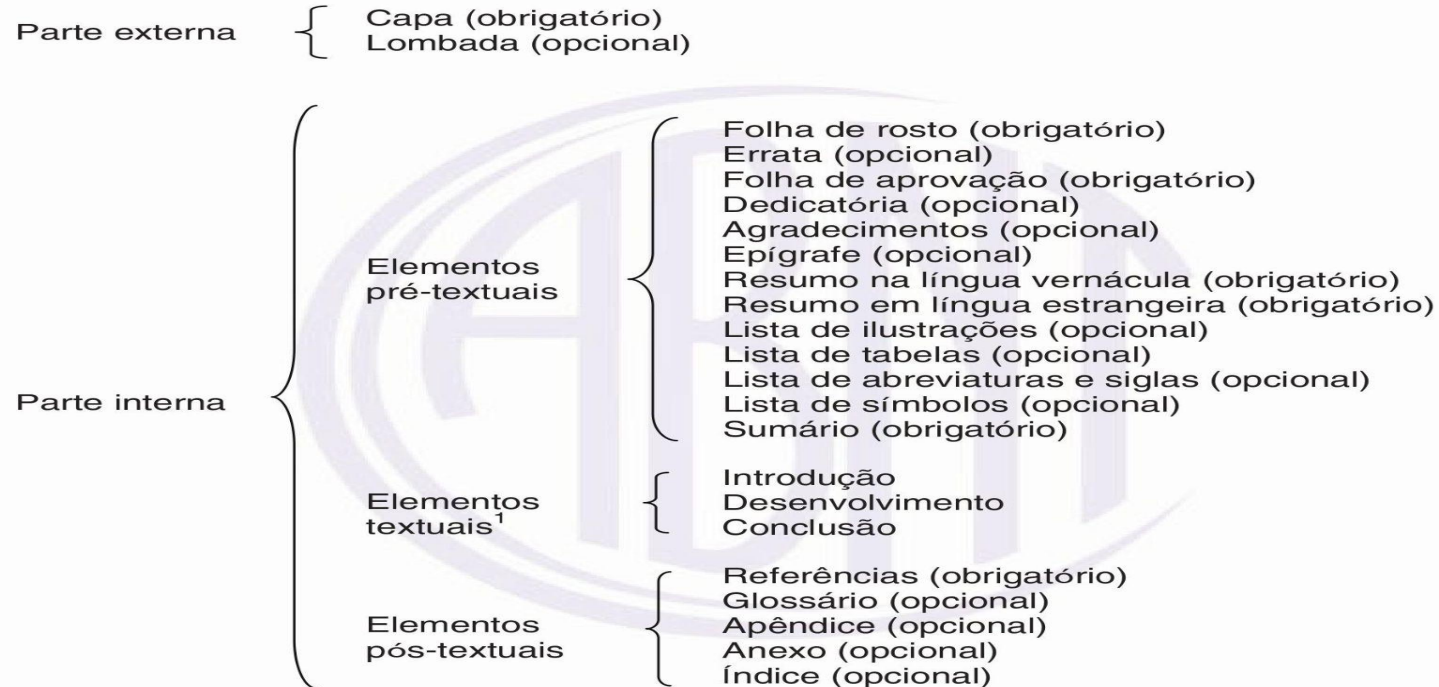 Parte externa
Capa (obrigatório)
Lombada (opcional)
Parte interna
Elementos
pré-textuais
Folha de rosto (obrigatório)
Errata (opcional)
Folha de aprovação (obrigatório)
Dedicatória (opcional)
Agradecimentos (opcional)
Epígrafe (opcional)
Resumo na língua vernácula (obrigatório)
Resumo em língua estrangeira (obrigatório)
Lista de ilustrações (opcional)
Lista de tabelas (opcional)
Lista de abreviaturas e siglas (opcional)
Lista de símbolos (opcional)
Sumário (obrigatório)
Elementos
textuais¹
Introdução
Desenvolvimento
Conclusão
Elementos
pós-textuais
Referências (obrigatório)
Glossário (opcional)
Apêndice (opcional)
Anexo (opcional)
Índice (opcional)
ABNT